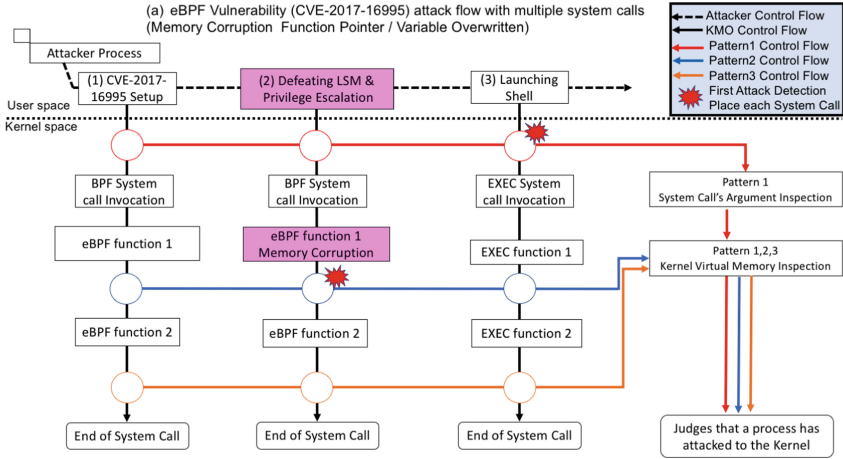 (a) eBPF Vulnerability (CVE-2017-16995) attack flow with multiple system calls
(Memory Corruption Function Pointer / Variable Overwritten)
Attacker Control Flow
KMO Control Flow
Pattern1 Control Flow
Pattern2 Control Flow
Pattern3 Control Flow
First Attack Detection
Place each System Call
Attacker Process
(1) CVE-2017-
16995 Setup
(2) Defeating LSM &
Privilege Escalation
(3) Launching
Shell
User space
Kernel space
BPF System
call Invocation
BPF System
call Invocation
EXEC System
call Invocation
Pattern 1
System Call's Argument Inspection
eBPF function 1
eBPF function 1
Memory Corruption
EXEC function 1
Pattern 1,2,3
Kernel Virtual Memory Inspection
eBPF function 2
eBPF function 2
EXEC function 2
End of System Call
End of System Call
End of System Call
Judges that a process has
attacked to the Kernel